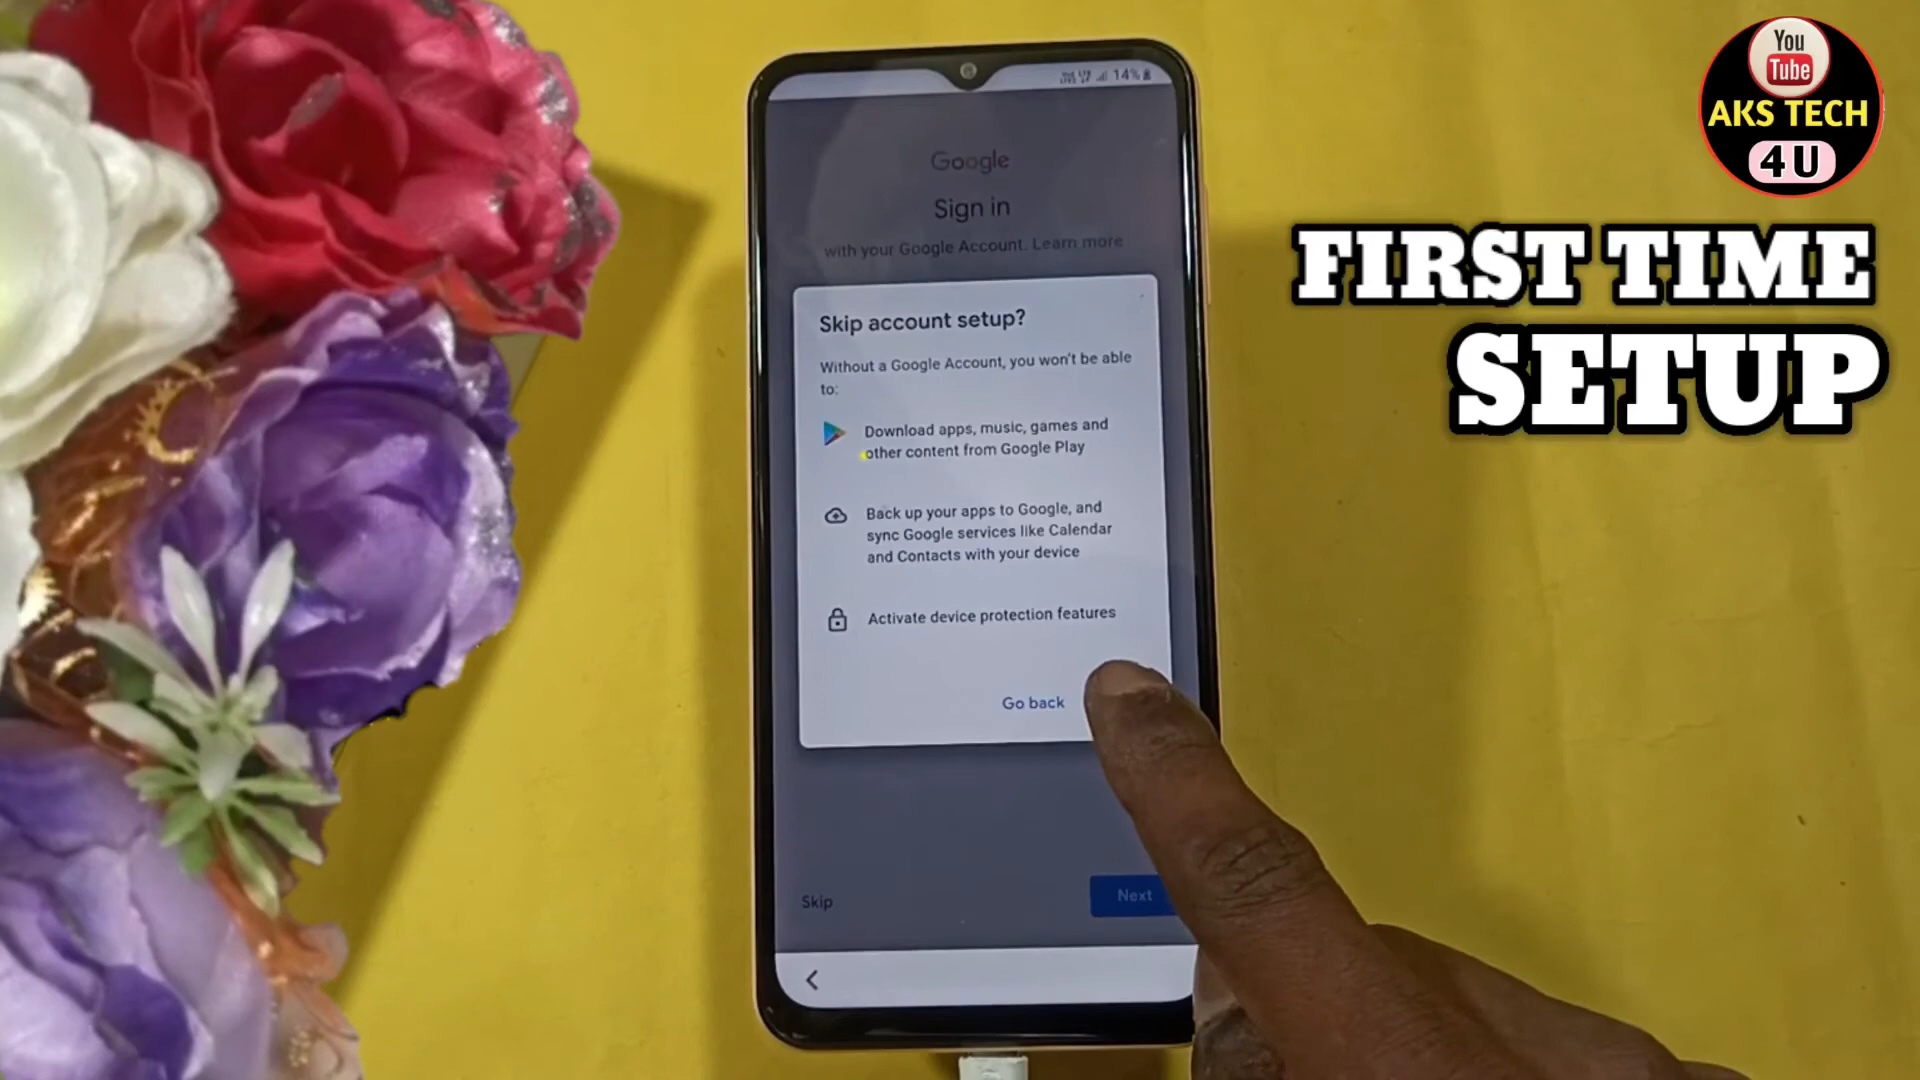 You
Tube
AKS TECH
4 U
FIRST TIME
SETUP
14%
Google
Sign in
with your Google Account. Learn more
Skip account setup?
Without a Google Account, you won't be able
to:
Download apps, music, games and
other content from Google Play
Back up your apps to Google, and
sync Google services like Calendar
and Contacts with your device
Activate device protection features
Go back
Skip
Next